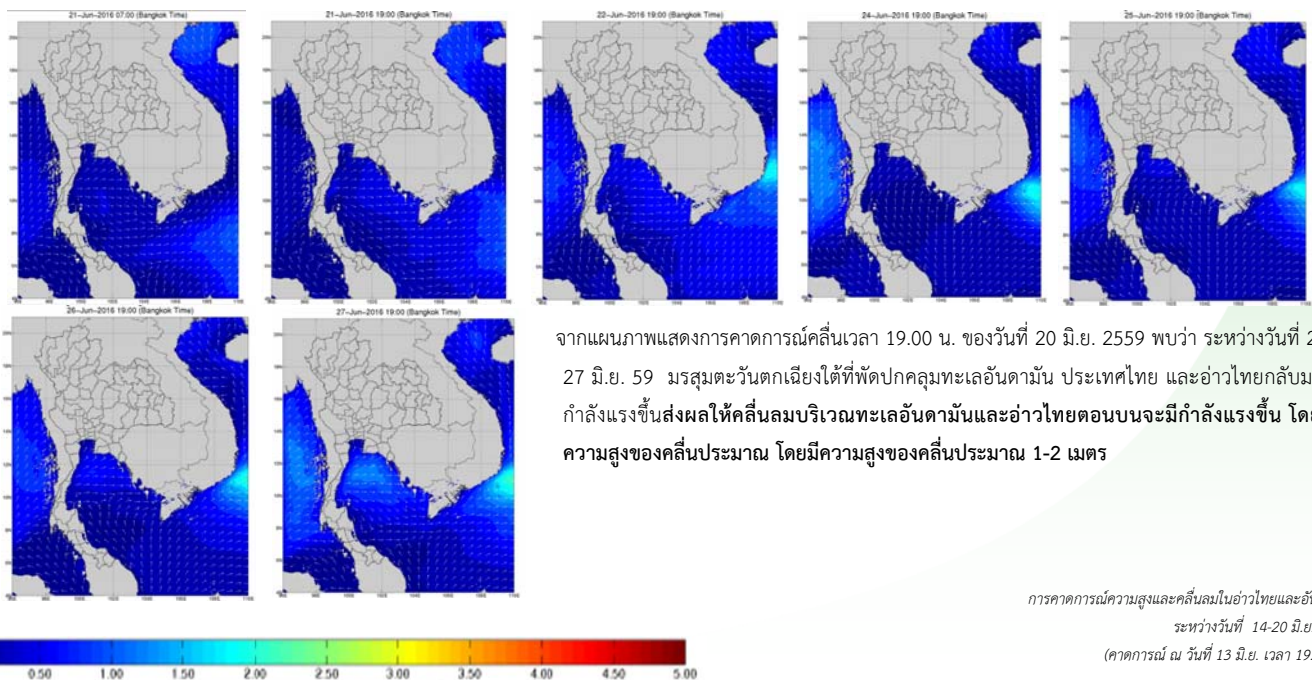 21-Jun-2016 07:00 (Bangkok Time)
21-Jun-2016 19:00 (Bangkok Time)
22-Jun-2016 19:00 (Bangkok Time)
24-Jun-2016 19:00 (Bangkok Time)
25-Jun-2016 19:00 (Bangkok Time)
26-Jun-2016 19:00 (Bangkok Time)
27-Jun-2016 19:00 (Bangkok Time)
จากแผนภาพแสดงการคาดการณ์คลื่นเวลา 19.00 น. ของวันที่ 20 มิ.ย. 2559 พบว่า ระหว่างวันที่ 2
27 มิ.ย. 59 มรสุมตะวันตกเฉียงใต้ที่พัดปกคลุมทะเลอันดามัน ประเทศไทย และอ่าวไทยกลับม
กำลังแรงขึ้นส่งผลให้คลื่นลมบริเวณทะเลอันดามันและอ่าวไทยตอนบนจะมีกำลังแรงขึ้น โด
ความสูงของคลื่นประมาณ โดยมีความสูงของคลื่นประมาณ 1-2 เมตร
การคาดการณ์ความสูงและคลื่นลมในอ่าวไทยและอั
ระหว่างวันที่ 14-20 มิ.ย
(คาดการณ์ ณ วันที่ 13 มิ.ย. เวลา 19.
0.50 1.00 1.50 2.00 2.50 3.00 3.50 4.00 4.50 5.00